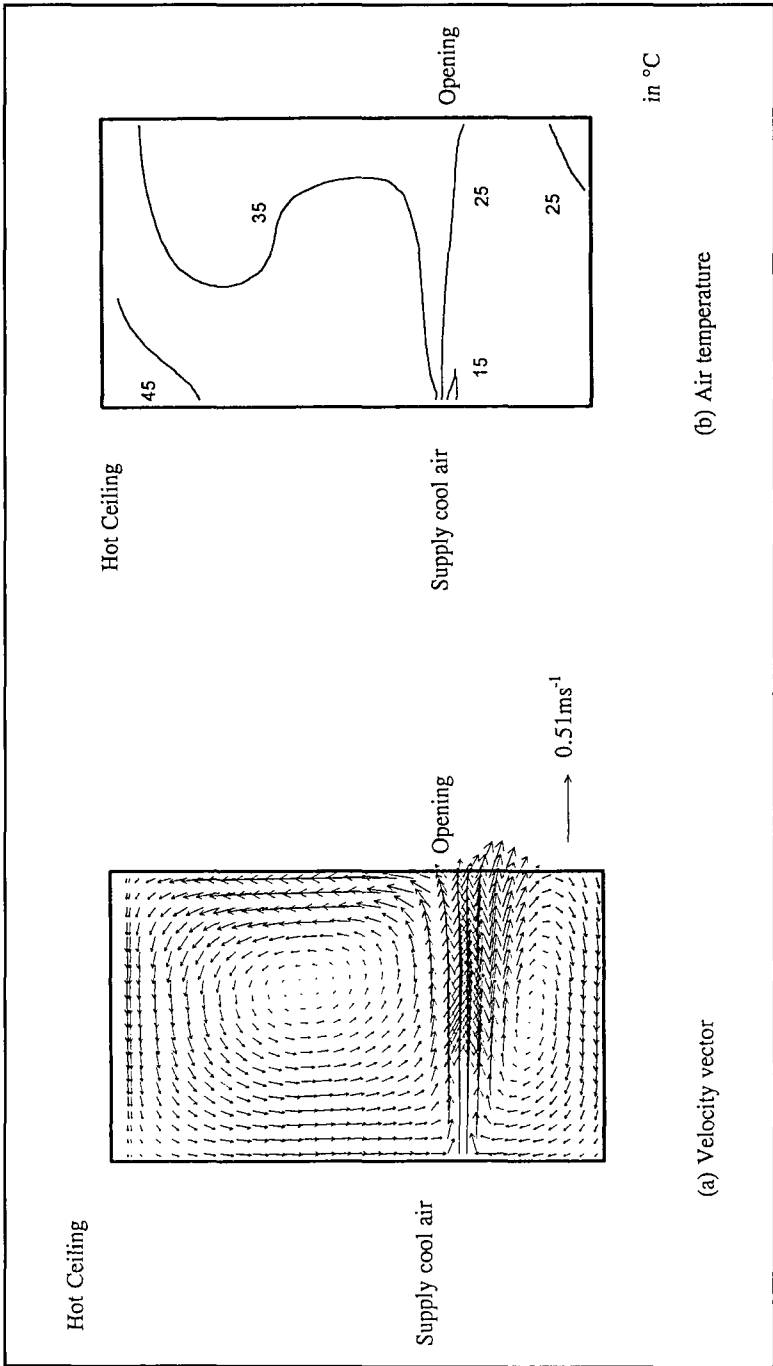 Hot Ceiling
Supply cool air
Opening
0.51ms⁻¹
(a) Velocity vector
Hot Ceiling
45
35
Supply cool air
15
25
25
Opening
in °C
(b) Air temperature